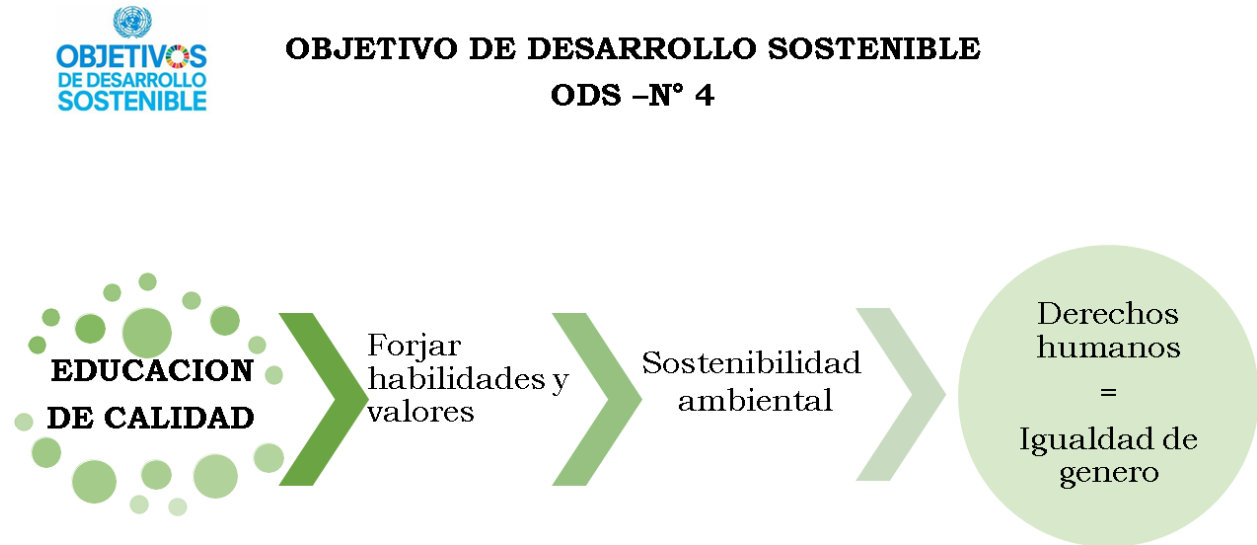 OBJETIVOS
DE DESARROLLO
SOSTENIBLE
OBJETIVO DE DESARROLLO SOSTENIBLE
ODS –N° 4
EDUCACION
DE CALIDAD
Forjar
habilidades y
valores
Sostenibilidad
ambiental
Derechos
humanos
=
Igualdad de
genero